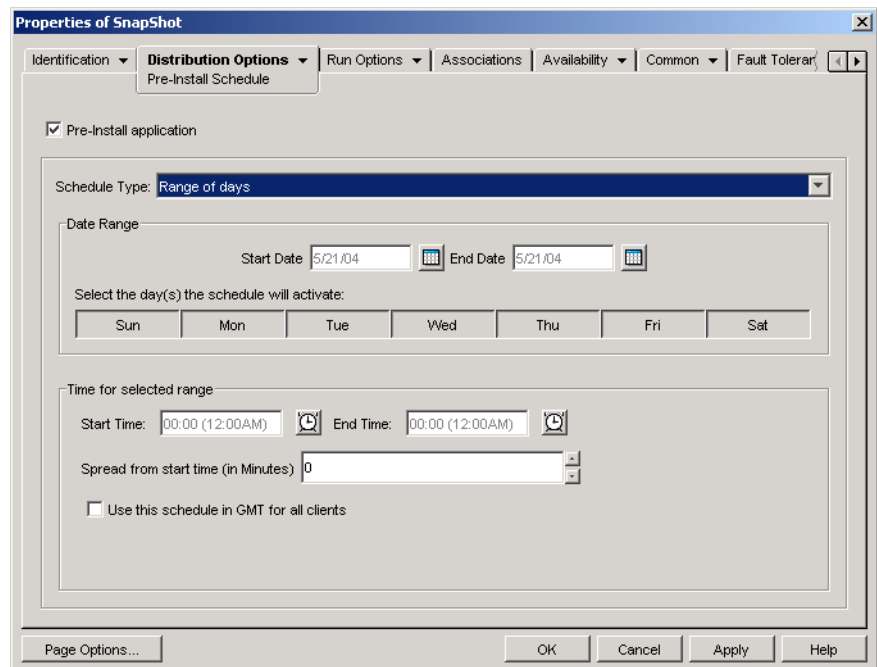 Properties of SnapShot
Identification Distribution Options Run Options Associations Availability Common Fault Toleran
Pre-Install Schedule
Pre-Install application
Schedule Type: Range of days
Date Range
Start Date 5/21/04 End Date 5/21/04
Select the day(s) the schedule will activate:
Sun Mon Tue Wed Thu Fri Sat
Time for selected range
Start Time: 00:00 (12:00AM) End Time: 00:00 (12:00AM)
Spread from start time (in Minutes) 0
Use this schedule in GMT for all clients
Page Options... OK Cancel Apply Help